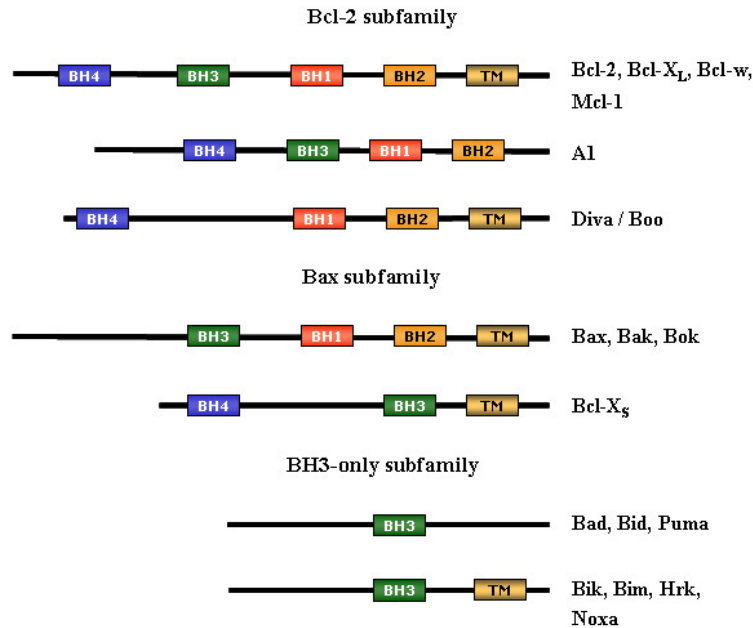 Bcl-2 subfamily
BH4 BH3 BH1 BH2 TM Bcl-2, Bcl-X_L, Bcl-w,
Mcl-1
BH4 BH3 BH1 BH2 A1
BH4 BH1 BH2 TM Diva / Boo
Bax subfamily
BH3 BH1 BH2 TM Bax, Bak, Bok
BH4 BH3 TM Bcl-X_S
BH3-only subfamily
BH3 Bad, Bid, Puma
BH3 TM Bik, Bim, Hrk,
Noxa